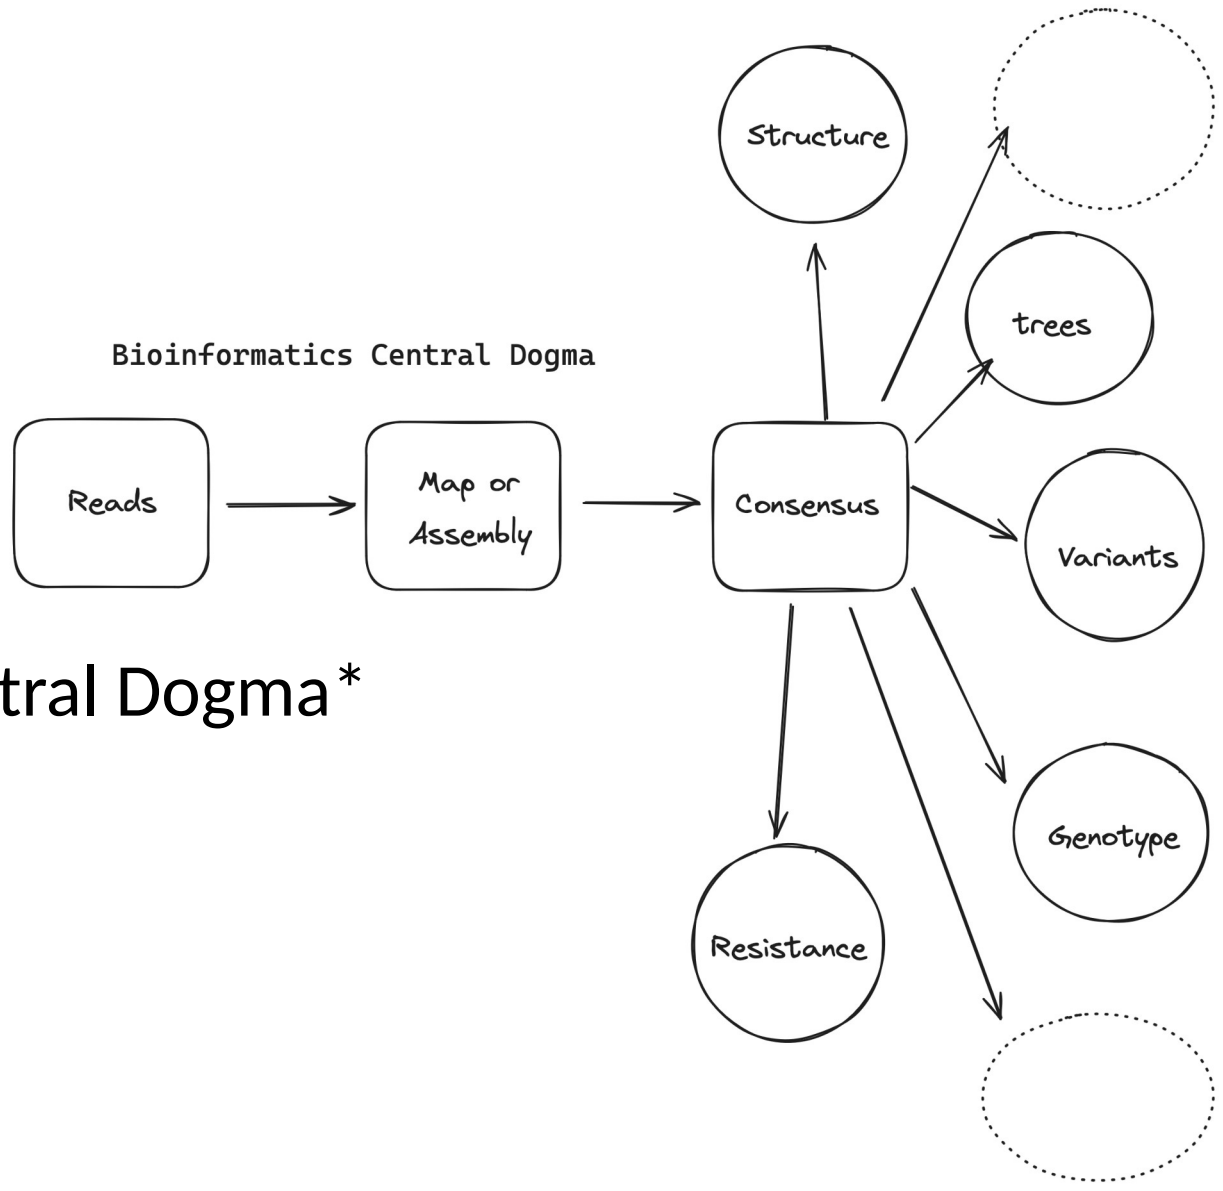 Structure
trees
Bioinformatics Central Dogma
Reads
Map or
Assembly
Consensus
Variants
tral Dogma*
Genotype
Resistance